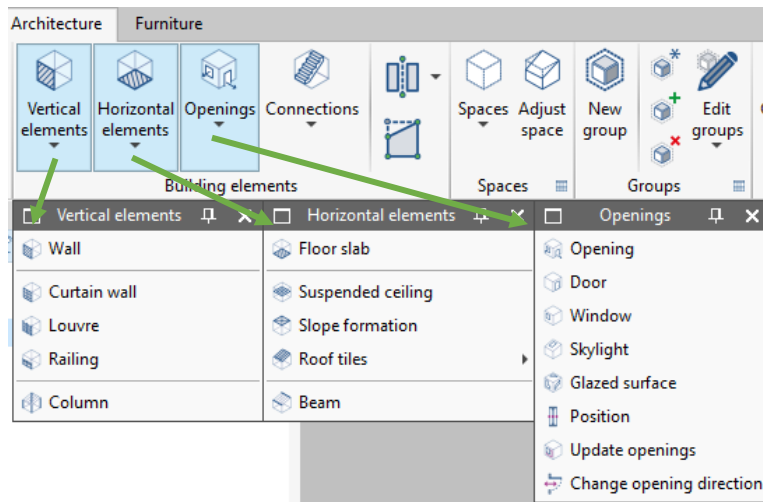 Architecture Furniture
Vertical elements
Horizontal elements
Openings
Connections
Spaces
Adjust space
New group
Edit groups
Building elements
Spaces
Groups
Vertical elements
Wall
Curtain wall
Louvre
Railing
Column
Horizontal elements
Floor slab
Suspended ceiling
Slope formation
Roof tiles
Beam
Openings
Opening
Door
Window
Skylight
Glazed surface
Position
Update openings
Change opening direction